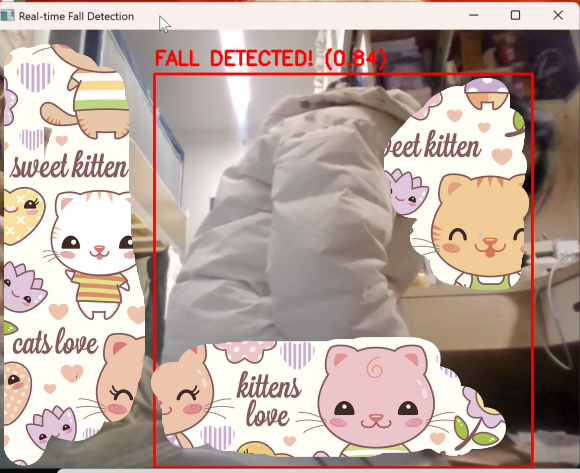 Real-time Fall Detection
FALL DETECTED! (0.84)
sweet kitten
eet kitten
cats love
kittens
love